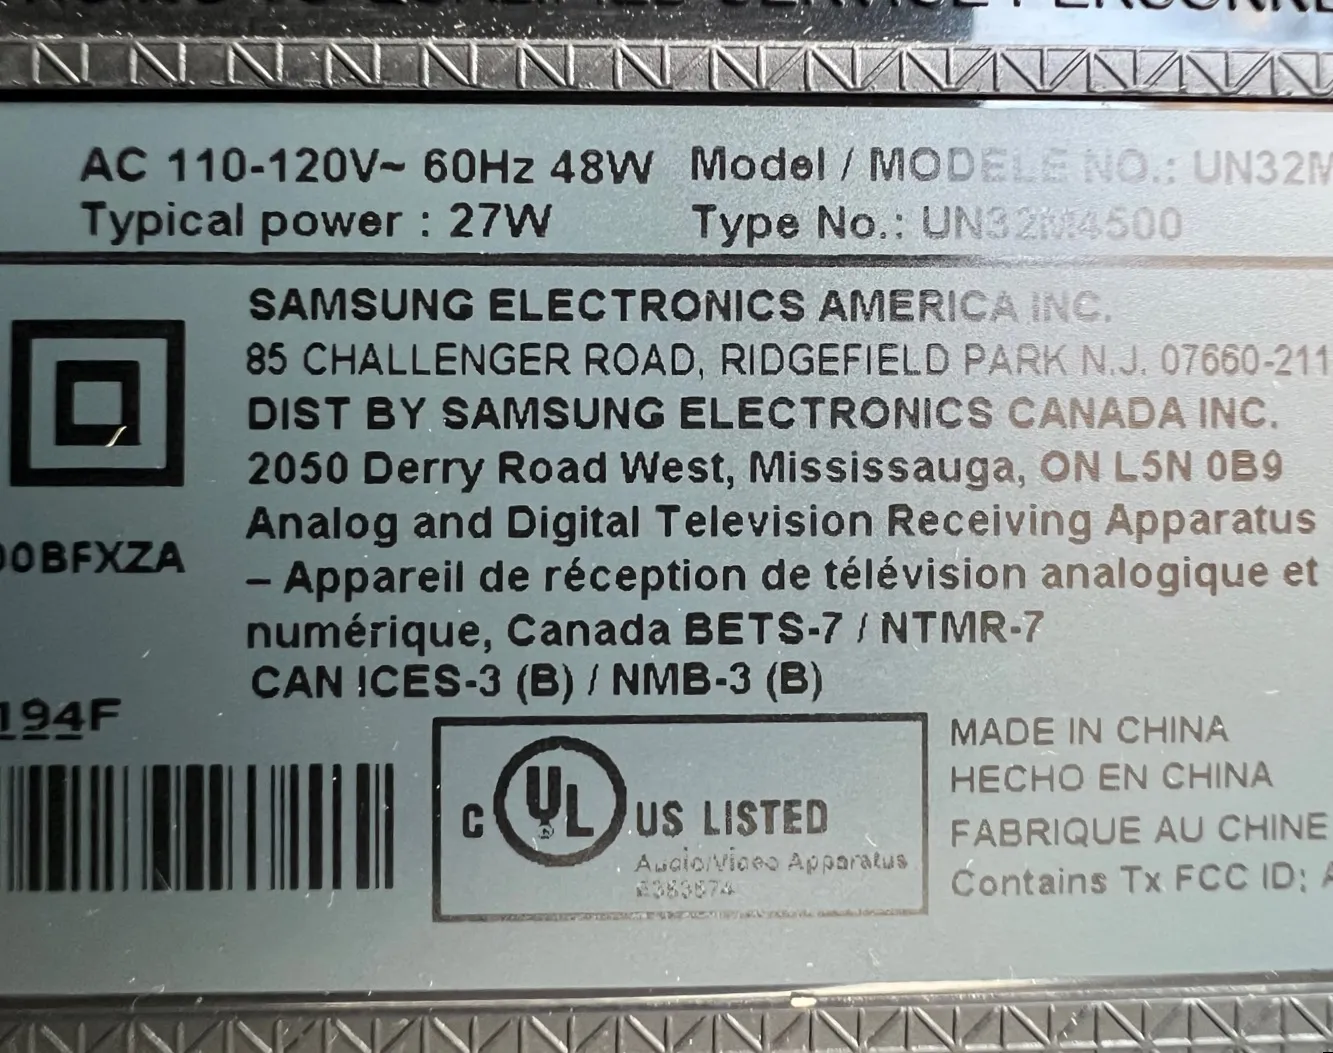 AC 110-120V~ 60Hz 48W Model / MODELE NO.: UN32M
Typical power : 27W Type No.: UN32M4500
SAMSUNG ELECTRONICS AMERICA INC.
85 CHALLENGER ROAD, RIDGEFIELD PARK N.J. 07660-211
DIST BY SAMSUNG ELECTRONICS CANADA INC.
2050 Derry Road West, Mississauga, ON L5N 0B9
Analog and Digital Television Receiving Apparatus
– Appareil de réception de télévision analogique et
numérique, Canada BETS-7 / NTMR-7
CAN ICES-3 (B) / NMB-3 (B)
00BFXZA
194F
C UL US LISTED
Audio/Video Apparatus
MADE IN CHINA
HECHO EN CHINA
FABRIQUE AU CHINE
Contains Tx FCC ID: A